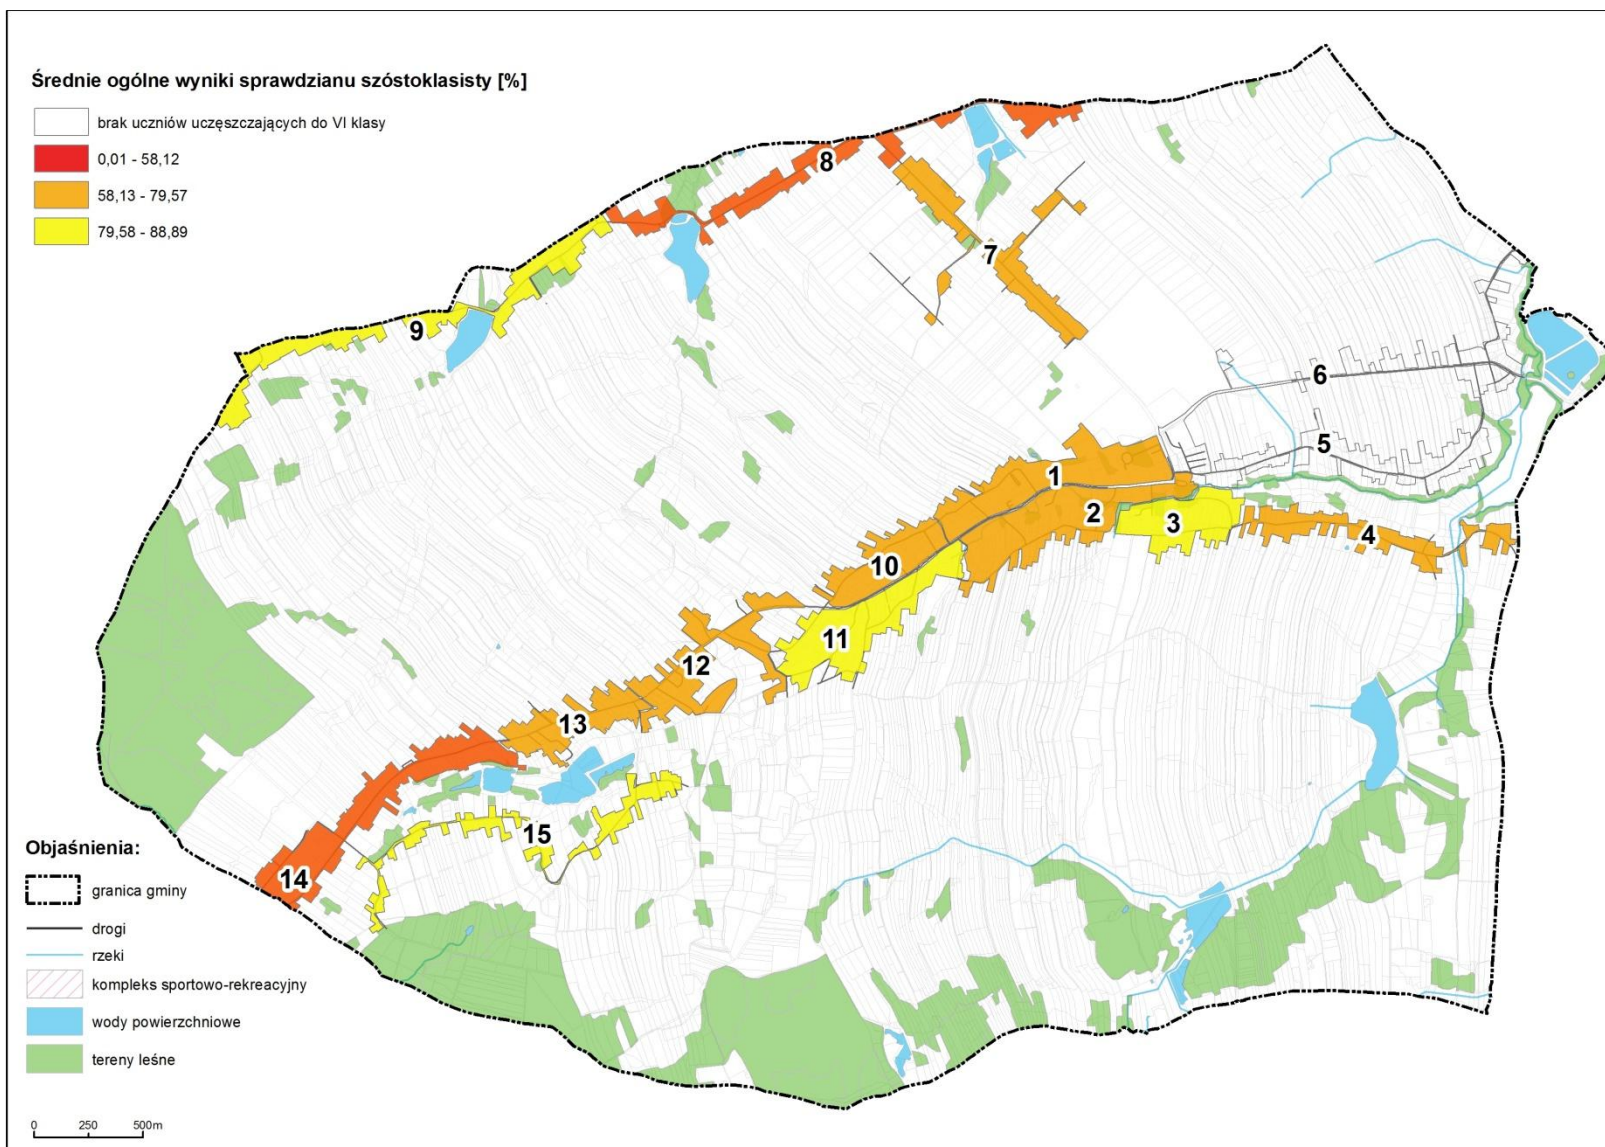 Średnie ogólne wyniki sprawdzianu szóstoklasisty [%]
brak uczniów uczęszczających do VI klasy
0,01 - 58,12
58,13 - 79,57
79,58 - 88,89
8
7
9
6
5
1
2
3
4
10
11
12
13
15
14
Objaśnienia:
granica gminy
drogi
rzeki
kompleks sportowo-rekreacyjny
wody powierzchniowe
tereny leśne
0 250 500m